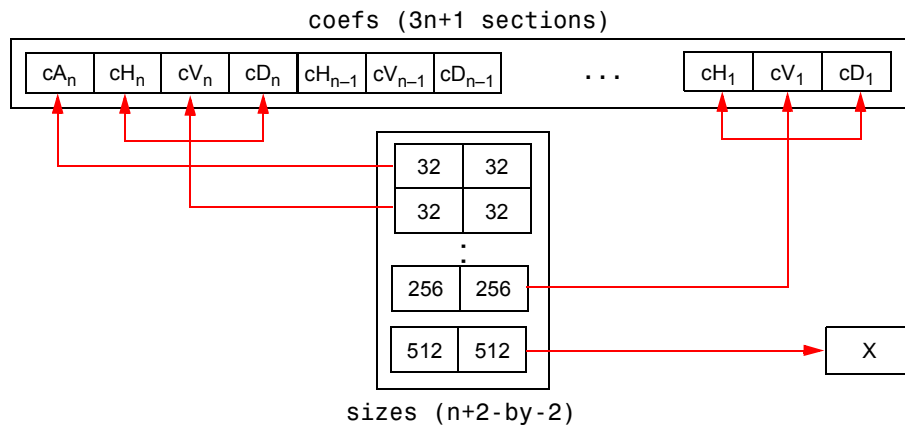 coefs (3n+1 sections)
cAₙ cHₙ cVₙ cDₙ cHₙ₋₁ cVₙ₋₁ cDₙ₋₁ ... cH₁ cV₁ cD₁
32 32
32 32
:
256 256
512 512 X
sizes (n+2-by-2)